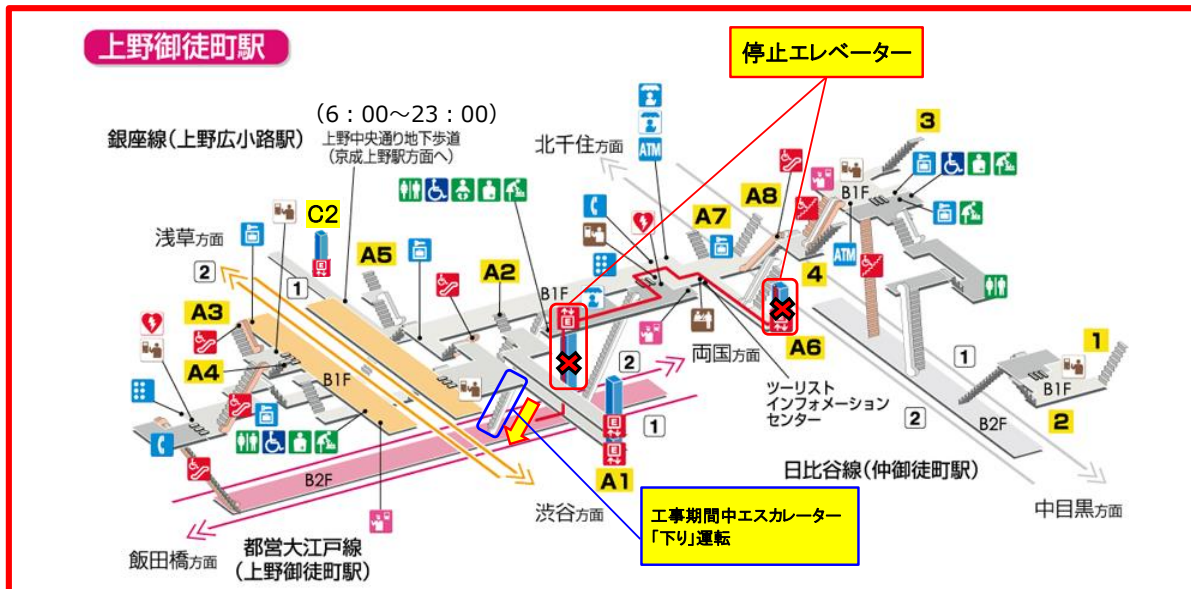 上野御徒町駅
停止エレベーター
(6：00～23：00)
銀座線(上野広小路駅)
上野中央通り地下歩道
(京成上野駅方面へ)
北千住方面
ATM
3
B1F
A8
A7
C2
浅草方面
2
1
A5
A2
B1F
4
ATM
A3
A6
両国方面
2
1
1
A4
B1F
ツーリスト
インフォメーション
センター
B1F
2
2
B2F
1
B2F
A1
日比谷線(仲御徒町駅)
渋谷方面
中目黒方面
工事期間中エスカレーター
「下り」運転
飯田橋方面
都営大江戸線
(上野御徒町駅)